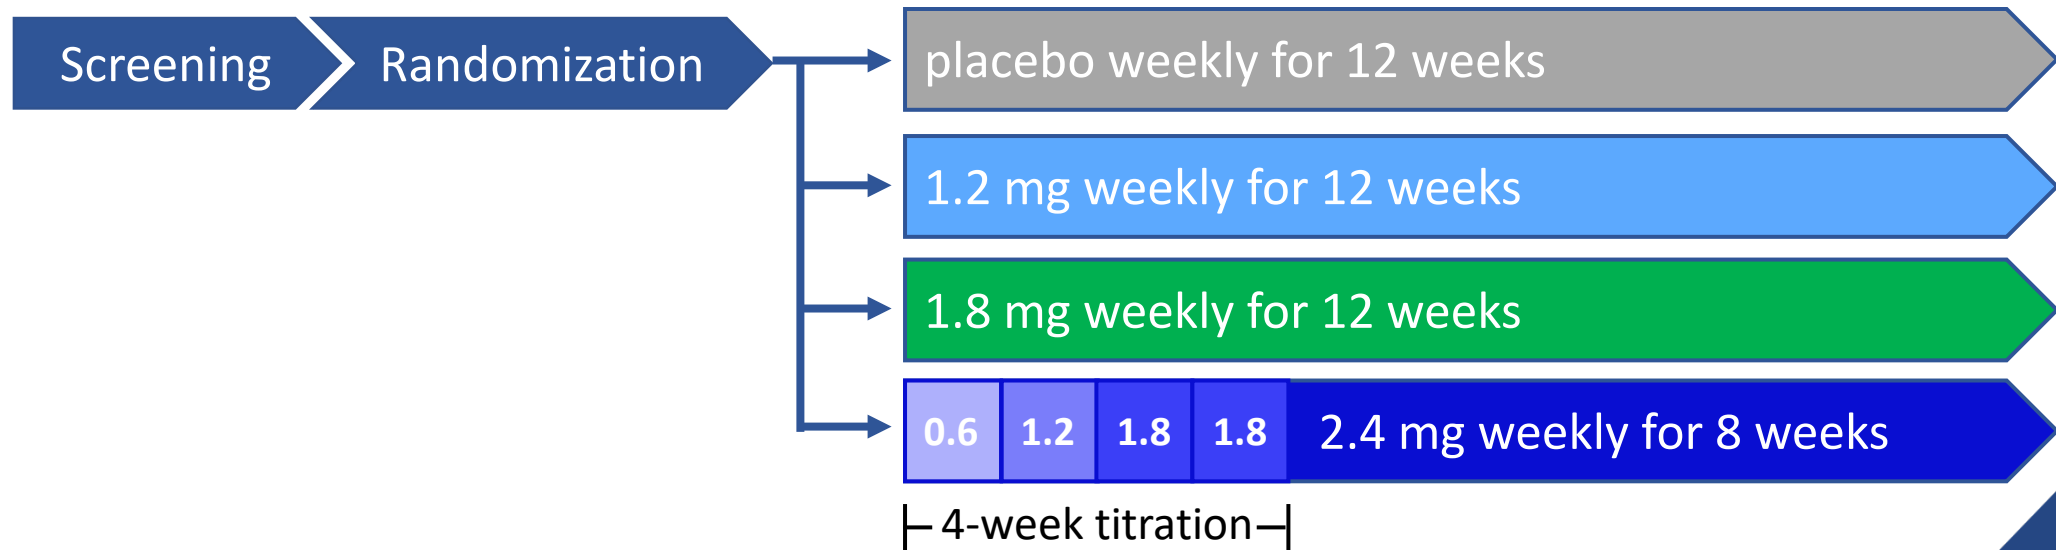 Screening
Randomization
placebo weekly for 12 weeks
1.2 mg weekly for 12 weeks
1.8 mg weekly for 12 weeks
0.6 1.2 1.8 1.8 2.4 mg weekly for 8 weeks
4-week titration